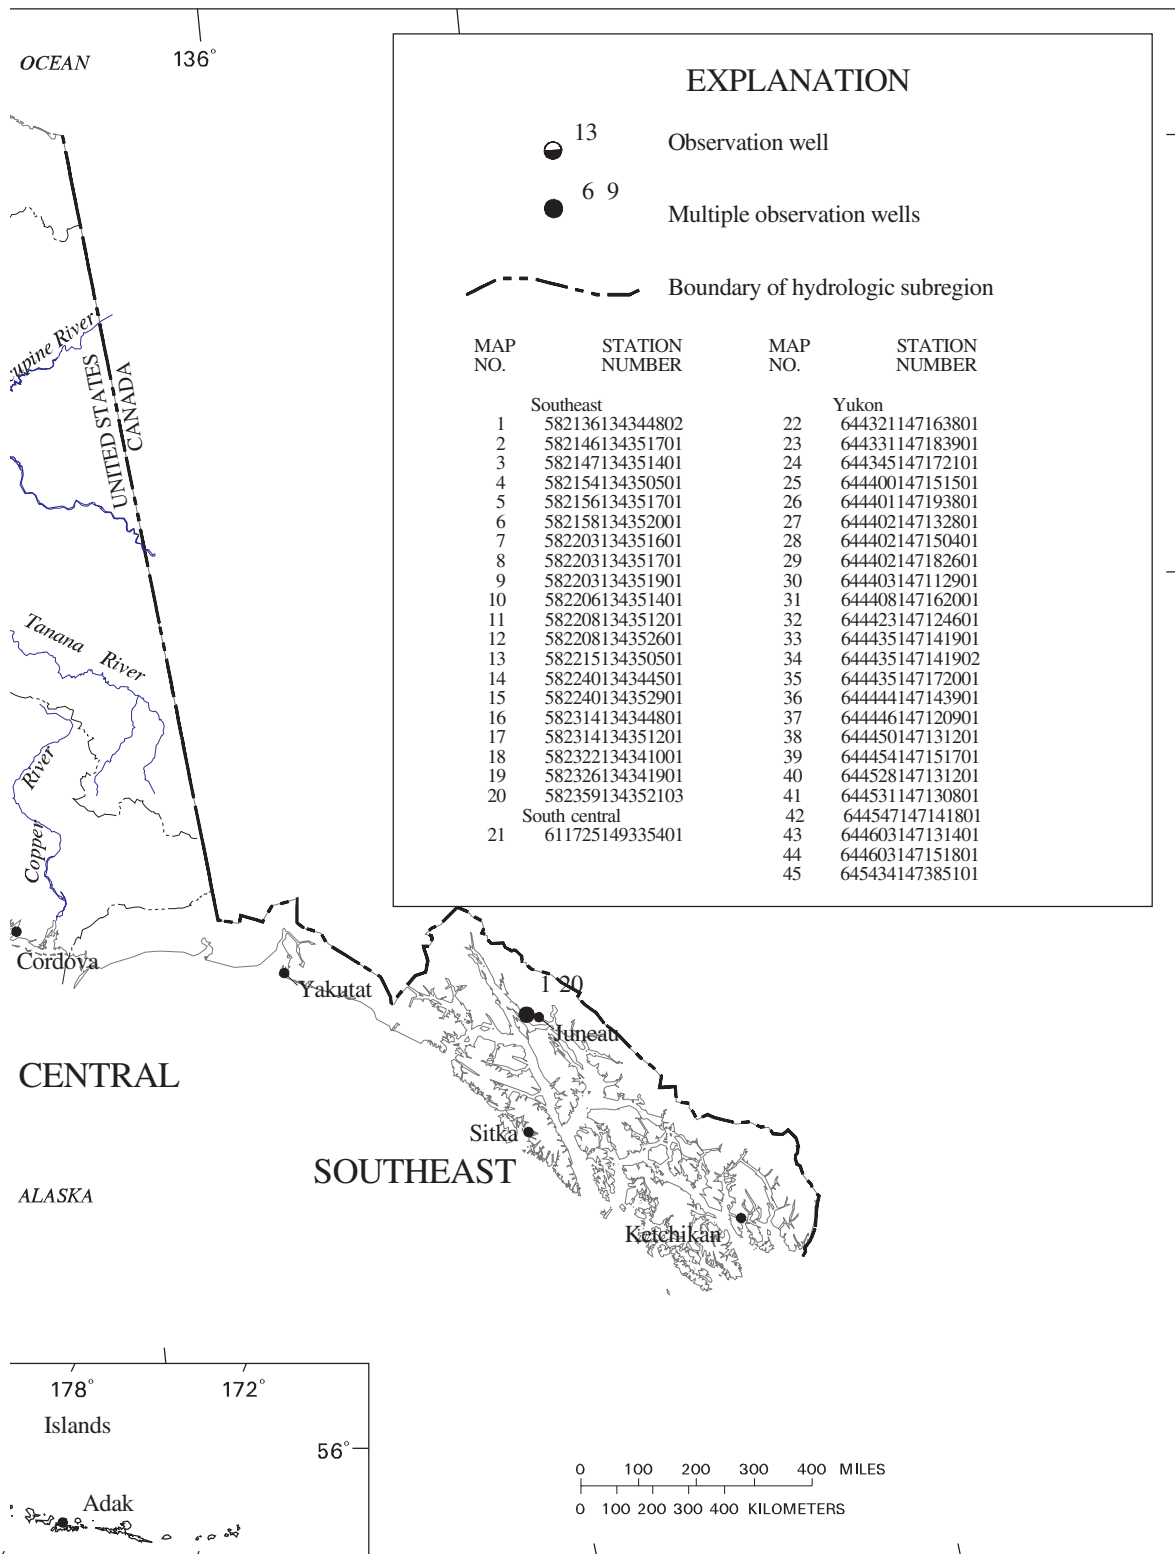 OCEAN
136°
EXPLANATION
13
Observation well
6 9
Multiple observation wells
Boundary of hydrologic subregion
MAP NO. STATION NUMBER
Southeast
1 582136134344802
2 582146134351701
3 582147134351401
4 582154134350501
5 582156134351701
6 582158134352001
7 582203134351601
8 582203134351701
9 582203134351901
10 582206134351401
11 582208134351201
12 582208134352601
13 582215134350501
14 582240134344501
15 582240134352901
16 582314134344801
17 582314134351201
18 582322134341001
19 582326134341901
20 582359134352103
South central
21 611725149335401
MAP NO. STATION NUMBER
Yukon
22 644321147163801
23 644331147183901
24 644345147172101
25 644400147151501
26 644401147193801
27 644402147132801
28 644402147150401
29 644402147182601
30 644403147112901
31 644408147162001
32 644423147124601
33 644435147141901
34 644435147141902
35 644435147172001
36 644444147143901
37 644446147120901
38 644450147131201
39 644454147151701
40 644528147131201
41 644531147130801
42 644547147141801
43 644603147131401
44 644603147151801
45 645434147385101
cupine River
UNITED STATES
CANADA
Tanana River
Copper River
Cordova
Yakutat
1 20
Juneau
CENTRAL
Sitka
SOUTHEAST
ALASKA
Ketchikan
178°
172°
Islands
56°
Adak
0 100 200 300 400 MILES
0 100 200 300 400 KILOMETERS